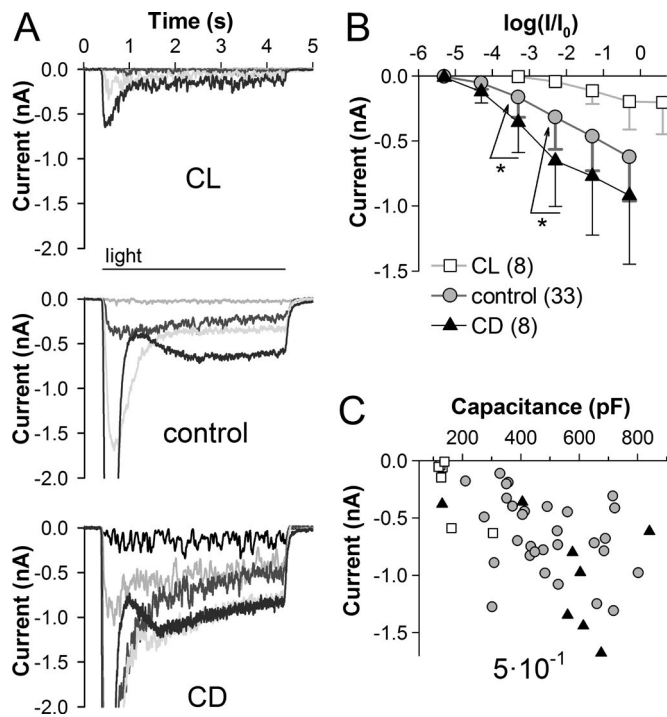 A
Time (s)
0 1 2 3 4 5
0.0
-0.5
-1.0
-1.5
-2.0
Current (nA)
CL
light
0.0
-0.5
-1.0
-1.5
-2.0
Current (nA)
control
0.0
-0.5
-1.0
-1.5
-2.0
Current (nA)
CD
B
log(I/I0)
-6 -5 -4 -3 -2 -1 0
0.0
-0.5
-1.0
-1.5
Current (nA)
*
*
CL (8)
control (33)
CD (8)
C
Capacitance (pF)
200 400 600 800
0.0
-0.5
-1.0
-1.5
Current (nA)
5·10-1